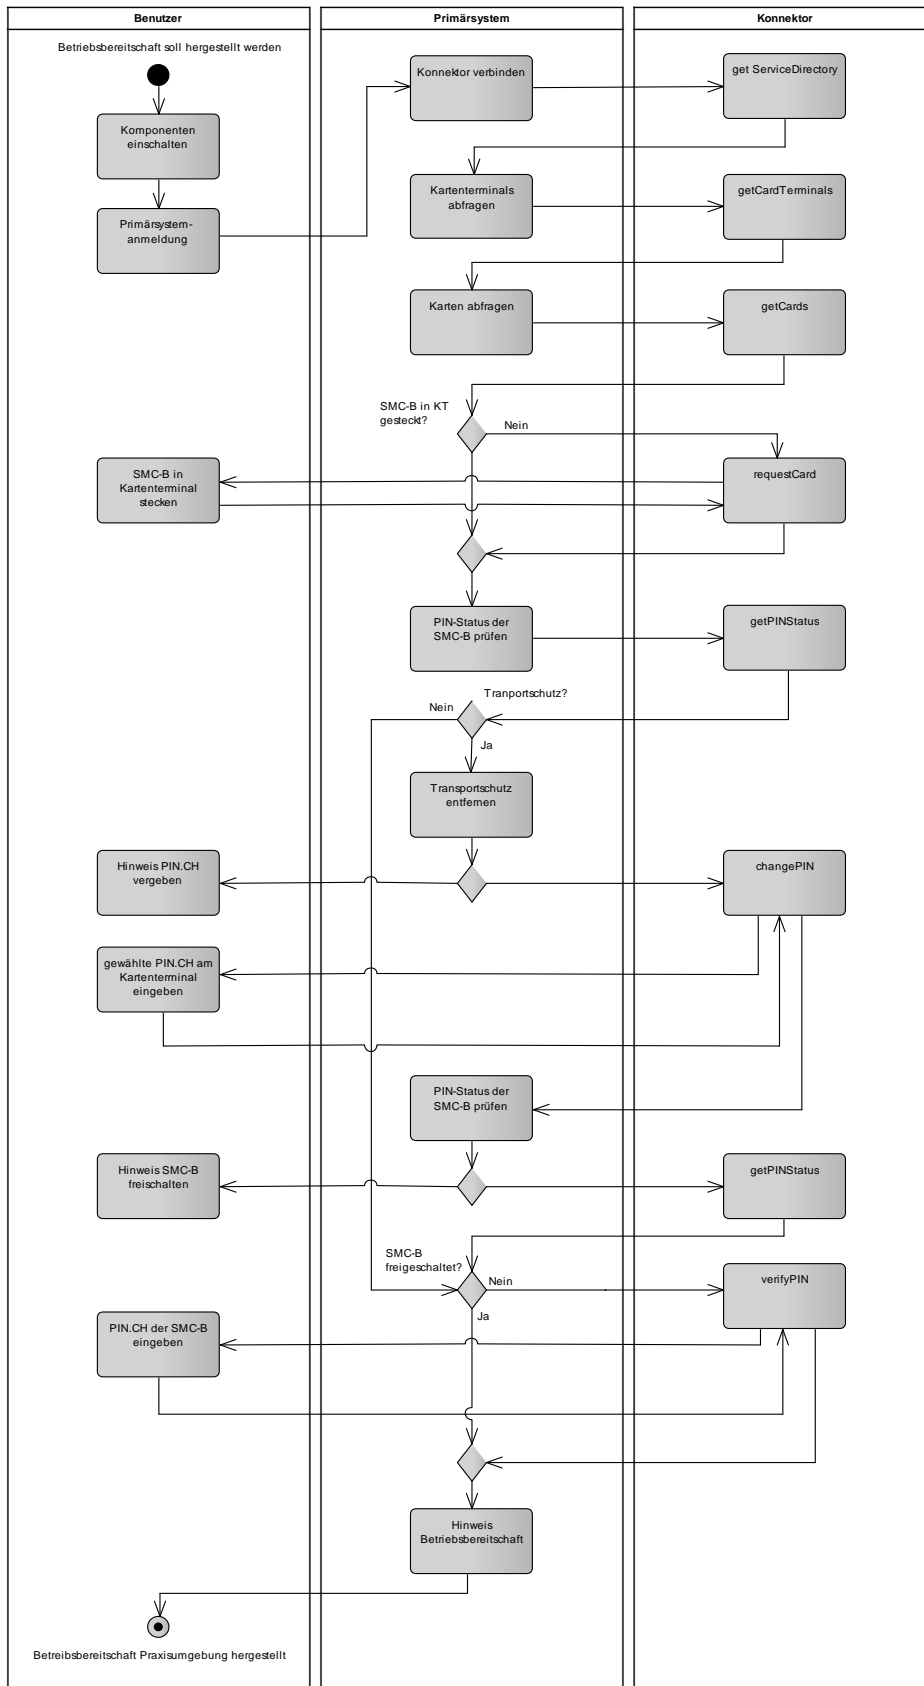 Benutzer
Primärsystem
Konnektor
Betriebsbereitschaft soll hergestellt werden
Konnektor verbinden
get ServiceDirectory
Komponenten
einschalten
Kartenterminals
abfragen
getCardTerminals
Primärsystem-
anmeldung
Karten abfragen
getCards
SMC-B in KT
gesteckt?
Nein
SMC-B in
Kartenterminal
stecken
requestCard
PIN-Status der
SMC-B prüfen
getPINStatus
Tranportschutz?
Nein
Ja
Transportschutz
entfernen
Hinweis PIN.CH
vergeben
changePIN
gewählte PIN.CH am
Kartenterminal
eingeben
PIN-Status der
SMC-B prüfen
Hinweis SMC-B
freischalten
getPINStatus
SMC-B
freigeschaltet?
Nein
verifyPIN
Ja
PIN.CH der SMC-B
eingeben
Hinweis
Betriebsbereitschaft
Betreibsbereitschaft Praxisumgebung hergestellt